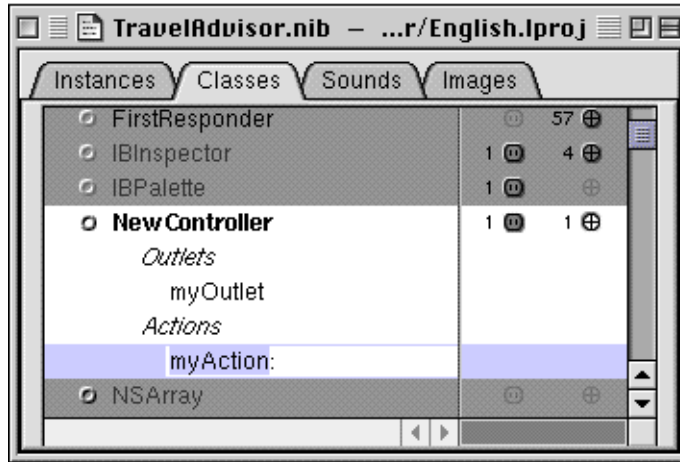 TravelAdvisor.nib — ...r/English.lproj
Instances Classes Sounds Images
FirstResponder 57
IBInspector 1 4
IBPalette 1
NewController 1 1
Outlets
myOutlet
Actions
myAction:
NSArray